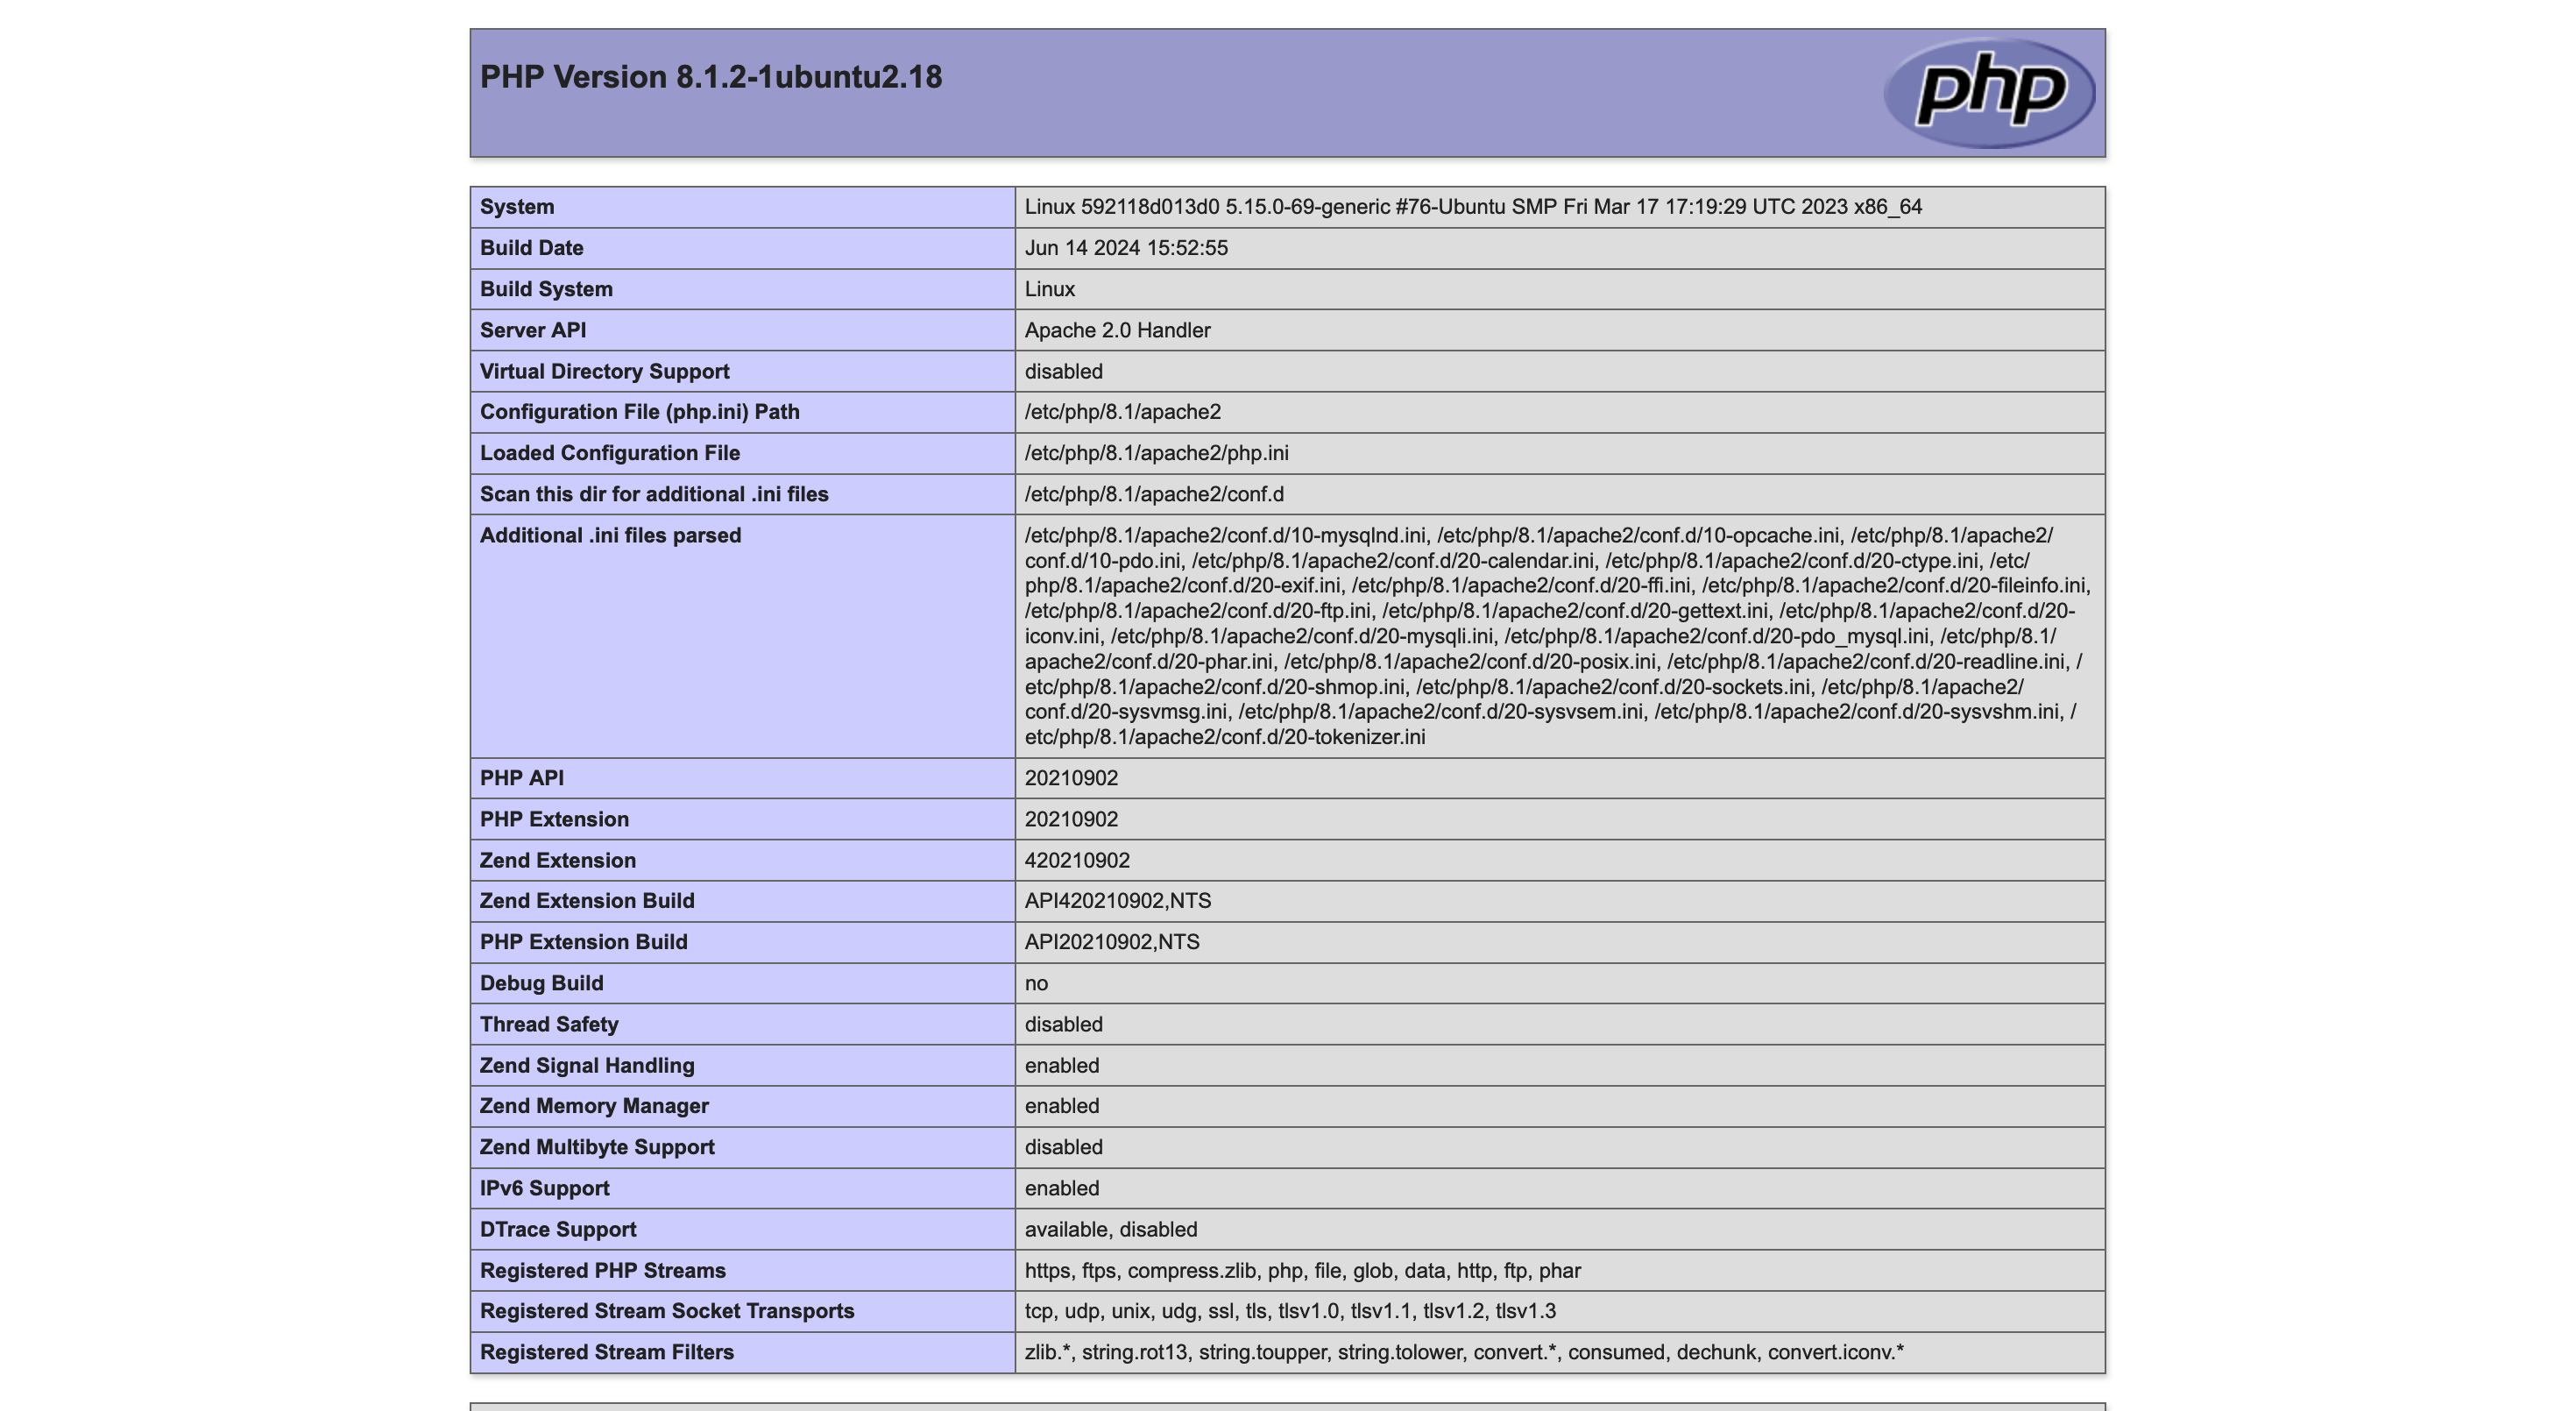 PHP Version 8.1.2-1ubuntu2.18
php
System Linux 592118d013d0 5.15.0-69-generic #76-Ubuntu SMP Fri Mar 17 17:19:29 UTC 2023 x86_64
Build Date Jun 14 2024 15:52:55
Build System Linux
Server API Apache 2.0 Handler
Virtual Directory Support disabled
Configuration File (php.ini) Path /etc/php/8.1/apache2
Loaded Configuration File /etc/php/8.1/apache2/php.ini
Scan this dir for additional .ini files /etc/php/8.1/apache2/conf.d
Additional .ini files parsed /etc/php/8.1/apache2/conf.d/10-mysqlnd.ini, /etc/php/8.1/apache2/conf.d/10-opcache.ini, /etc/php/8.1/apache2/
conf.d/10-pdo.ini, /etc/php/8.1/apache2/conf.d/20-calendar.ini, /etc/php/8.1/apache2/conf.d/20-ctype.ini, /etc/
php/8.1/apache2/conf.d/20-exif.ini, /etc/php/8.1/apache2/conf.d/20-ffi.ini, /etc/php/8.1/apache2/conf.d/20-fileinfo.ini,
/etc/php/8.1/apache2/conf.d/20-ftp.ini, /etc/php/8.1/apache2/conf.d/20-gettext.ini, /etc/php/8.1/apache2/conf.d/20-
iconv.ini, /etc/php/8.1/apache2/conf.d/20-mysqli.ini, /etc/php/8.1/apache2/conf.d/20-pdo_mysql.ini, /etc/php/8.1/
apache2/conf.d/20-phar.ini, /etc/php/8.1/apache2/conf.d/20-posix.ini, /etc/php/8.1/apache2/conf.d/20-readline.ini, /
etc/php/8.1/apache2/conf.d/20-shmop.ini, /etc/php/8.1/apache2/conf.d/20-sockets.ini, /etc/php/8.1/apache2/
conf.d/20-sysvmsg.ini, /etc/php/8.1/apache2/conf.d/20-sysvsem.ini, /etc/php/8.1/apache2/conf.d/20-sysvshm.ini, /
etc/php/8.1/apache2/conf.d/20-tokenizer.ini
PHP API 20210902
PHP Extension 20210902
Zend Extension 420210902
Zend Extension Build API420210902,NTS
PHP Extension Build API20210902,NTS
Debug Build no
Thread Safety disabled
Zend Signal Handling enabled
Zend Memory Manager enabled
Zend Multibyte Support disabled
IPv6 Support enabled
DTrace Support available, disabled
Registered PHP Streams https, ftps, compress.zlib, php, file, glob, data, http, ftp, phar
Registered Stream Socket Transports tcp, udp, unix, udg, ssl, tls, tlsv1.0, tlsv1.1, tlsv1.2, tlsv1.3
Registered Stream Filters zlib.*, string.rot13, string.toupper, string.tolower, convert.*, consumed, dechunk, convert.iconv.*